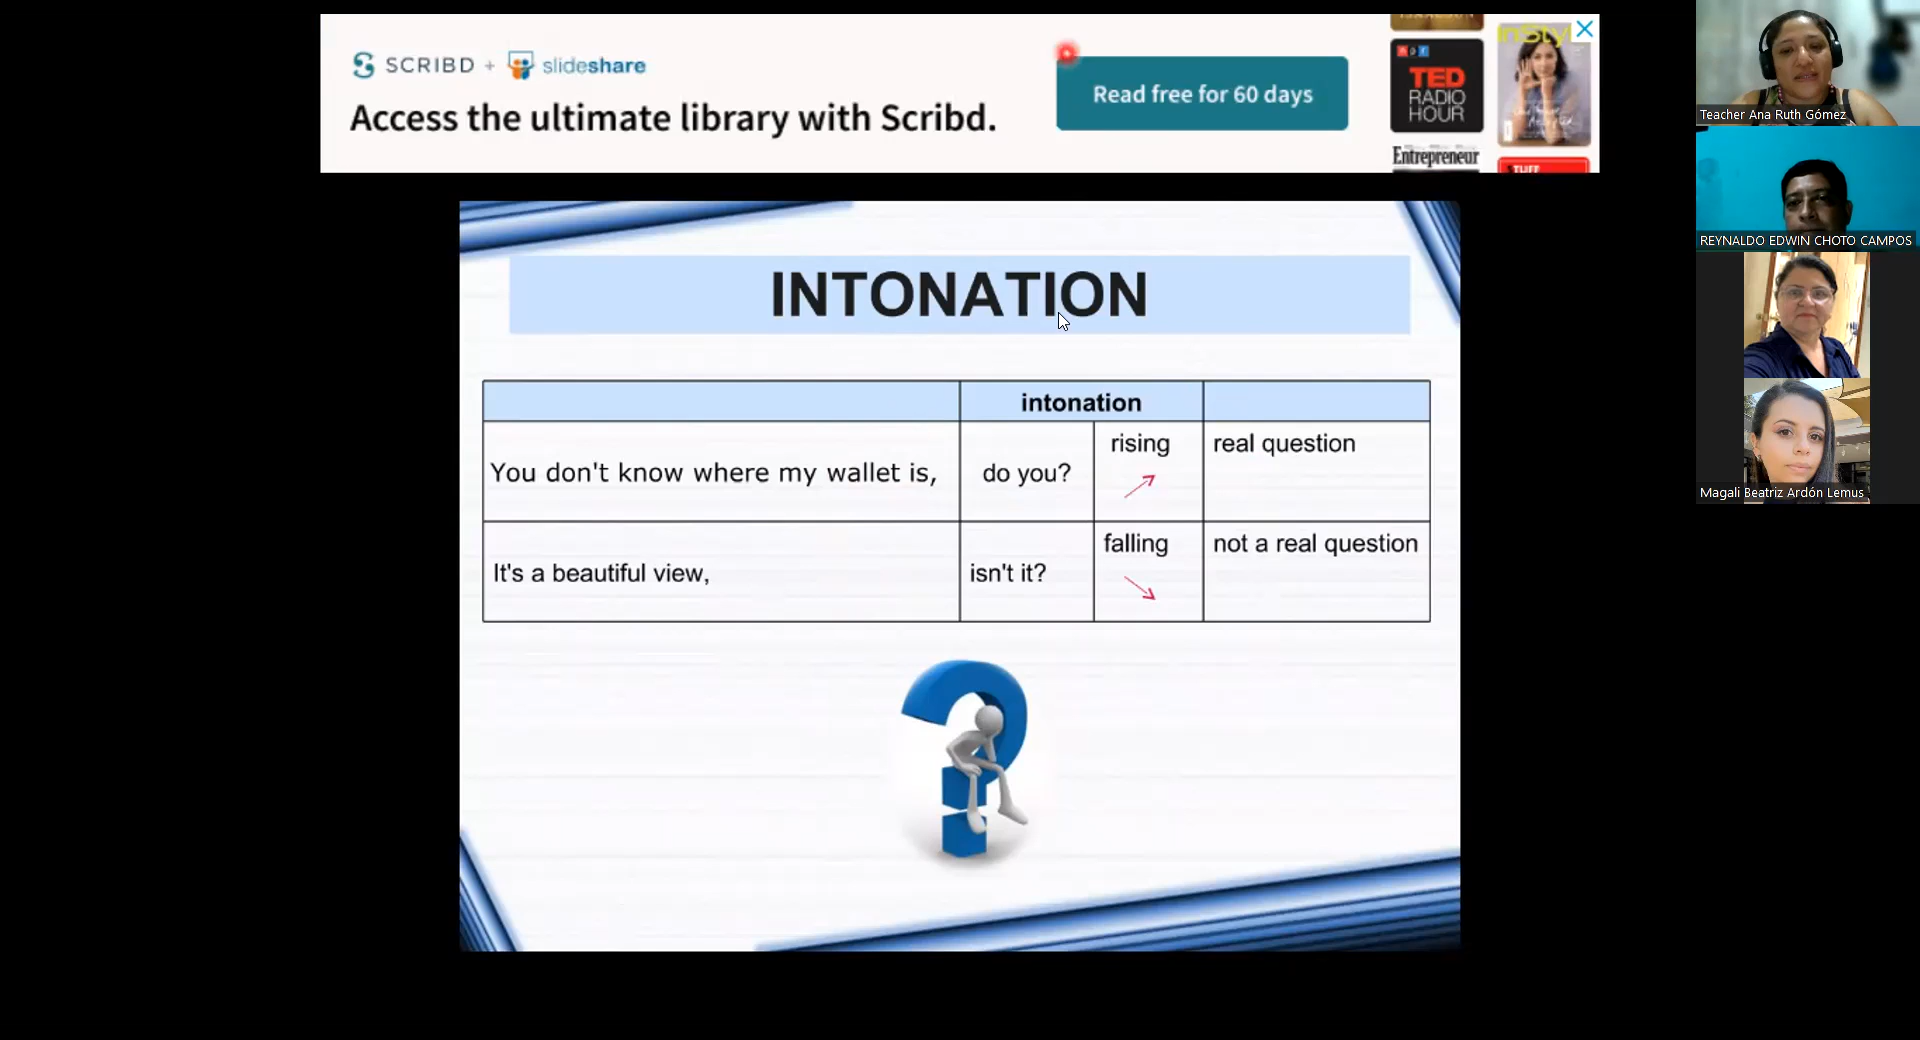 SCRIBD + slideshare
Access the ultimate library with Scribd.
Read free for 60 days
TED
RADIO
HOUR
InStyl
Entrepreneur
Teacher Ana Ruth Gómez
REYNALDO EDWIN CHOTO CAMPOS
Magali Beatriz Ardón Lemus
INTONATION
intonation
You don't know where my wallet is, do you? rising real question
It's a beautiful view, isn't it? falling not a real question